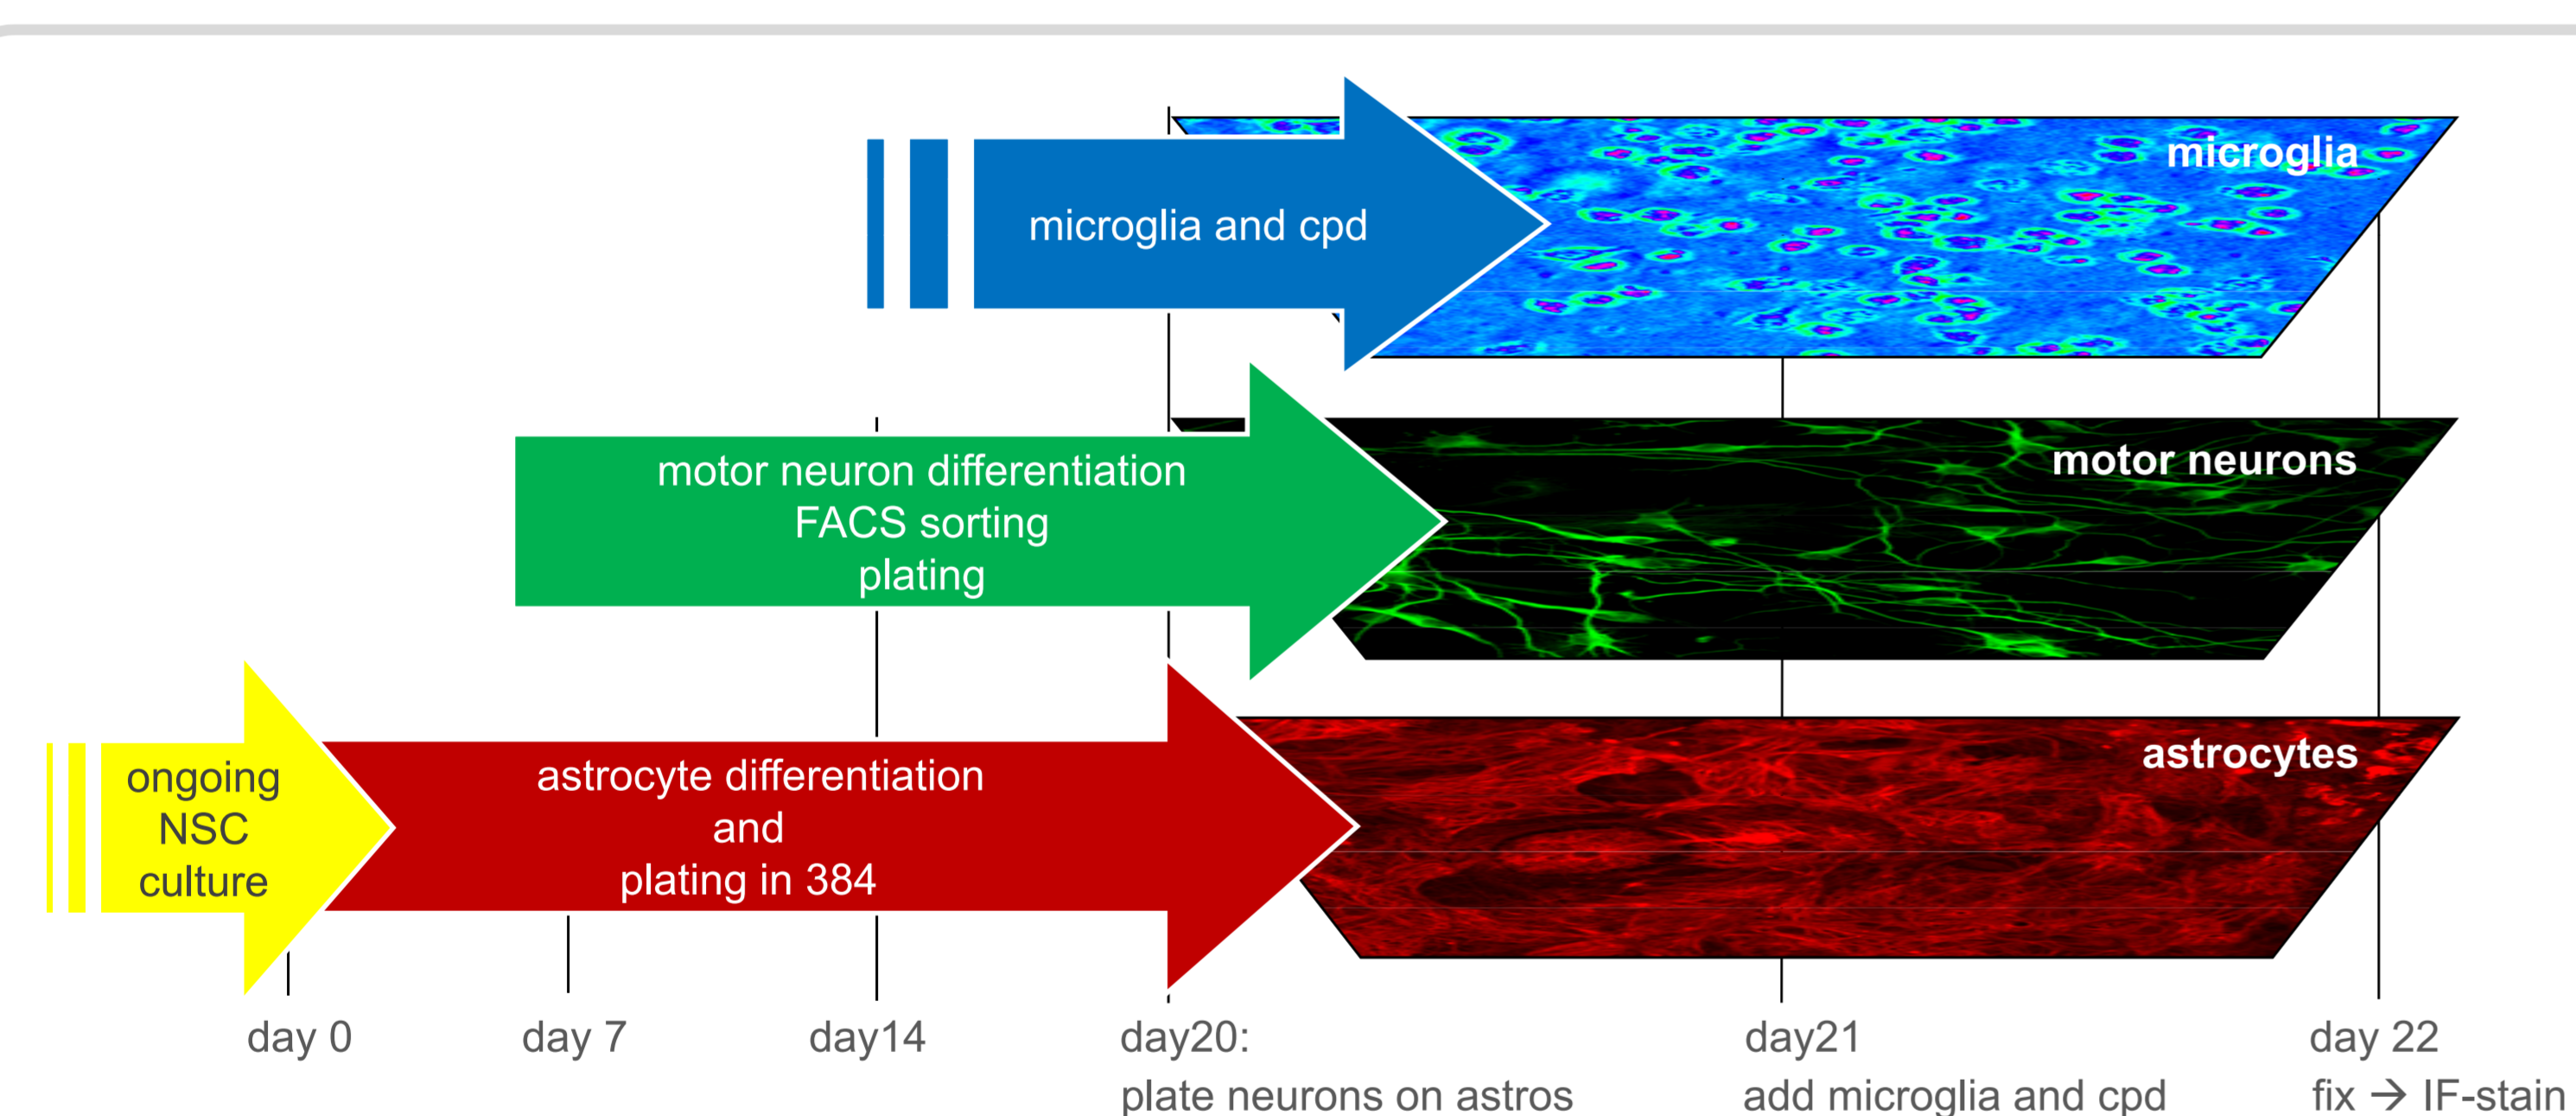 microglia
microglia and cpd
motor neurons
motor neuron differentiation
FACS sorting
plating
astrocytes
ongoing
NSC
culture
astrocyte differentiation
and
plating in 384
day 0
day 7
day14
day20:
plate neurons on astros
day21
add microglia and cpd
day 22
fix → IF-stain